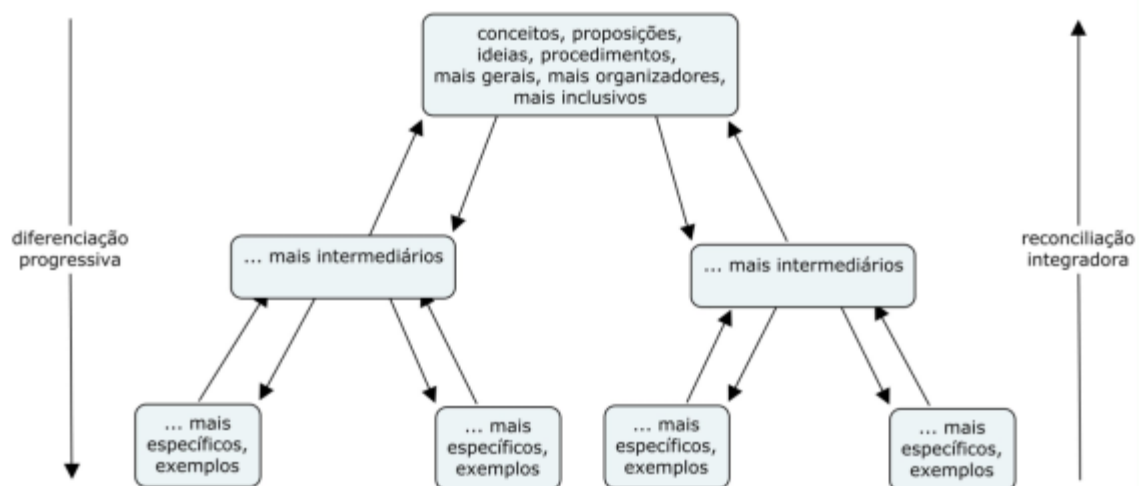 conceitos, proposições,
ideias, procedimentos,
mais gerais, mais organizadores,
mais inclusivos
diferenciação
progressiva
... mais intermediários
... mais intermediários
reconciliação
integradora
... mais
específicos,
exemplos
... mais
específicos,
exemplos
... mais
específicos,
exemplos
... mais
específicos,
exemplos